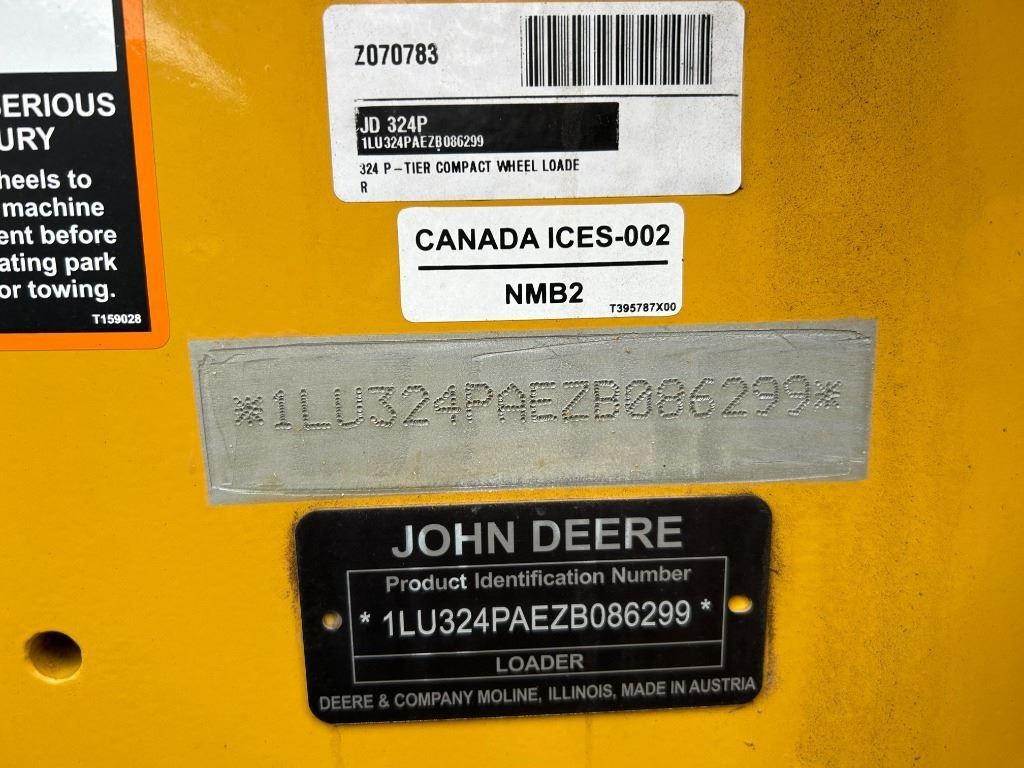 SERIOUS
URY
heels to
machine
ent before
ating park
or towing.
T159028
Z070783
JD 324P
1LU324PAEZB086299
324 P-TIER COMPACT WHEEL LOADE
R
CANADA ICES-002
NMB2
T395787X00
*1LU324PAEZB086299*
JOHN DEERE
Product Identification Number
* 1LU324PAEZB086299 *
LOADER
DEERE & COMPANY MOLINE, ILLINOIS, MADE IN AUSTRIA